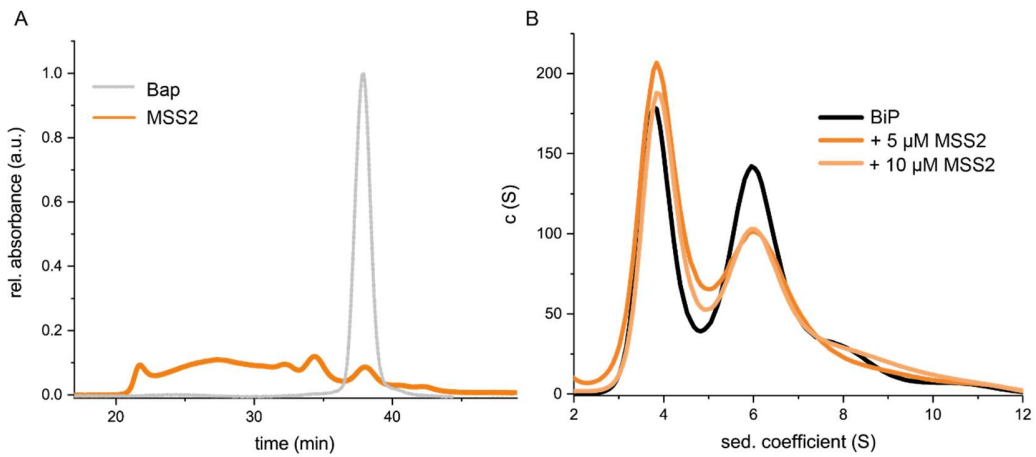 A
B
Bap
MSS2
rel. absorbance (a.u.)
1.0
0.8
0.6
0.4
0.2
0.0
20
30
40
time (min)
BiP
+ 5 µM MSS2
+ 10 µM MSS2
c (S)
200
150
100
50
0
2
4
6
8
10
12
sed. coefficient (S)